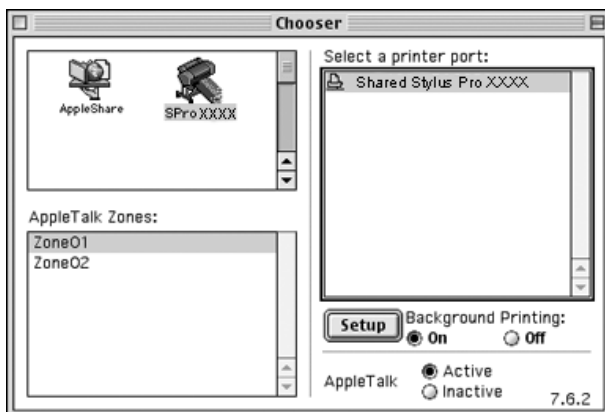 Chooser
AppleShare
SPro XXXX
AppleTalk Zones:
Zone01
Zone02
Select a printer port:
Shared Stylus Pro XXXX
Setup
Background Printing:
On Off
AppleTalk
Active
Inactive
7.6.2